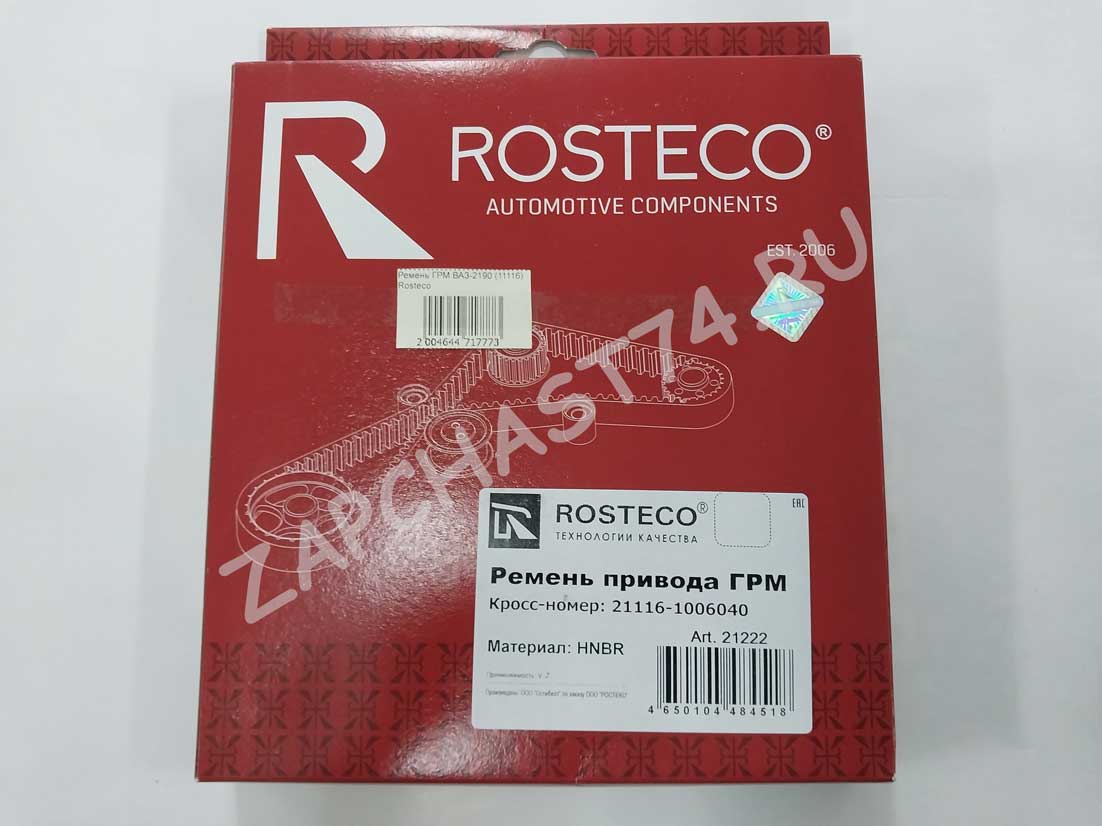 ROSTECO®
AUTOMOTIVE COMPONENTS
EST. 2006
Ремень ГРМ ВАЗ-2190 (11116)
Rosteco
2 004644 717773
ZAPCHAST74.RU
ROSTECO®
ТЕХНОЛОГИИ КАЧЕСТВА
EAC
Ремень привода ГРМ
Кросс-номер: 21116-1006040
Art. 21222
Материал: HNBR
Применяемость:
4 650104 484518